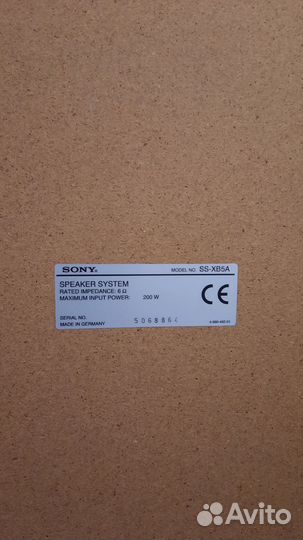 SONY® MODEL NO. SS-XB5A
SPEAKER SYSTEM
RATED IMPEDANCE: 6 Ω
MAXIMUM INPUT POWER: 200 W
CE
SERIAL NO. 5068864
MADE IN GERMANY
Avito